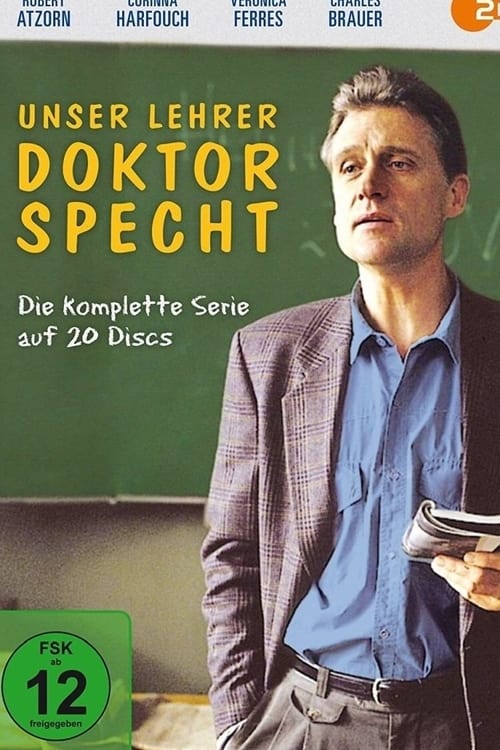 ROBERT CORINNA VERONICA CHARLES
ATZORN HARFOUCH FERRES BRAUER
UNSER LEHRER
DOKTOR
SPECHT
Die Komplette Serie
auf 20 Discs
FSK
ab
12
freigegeben